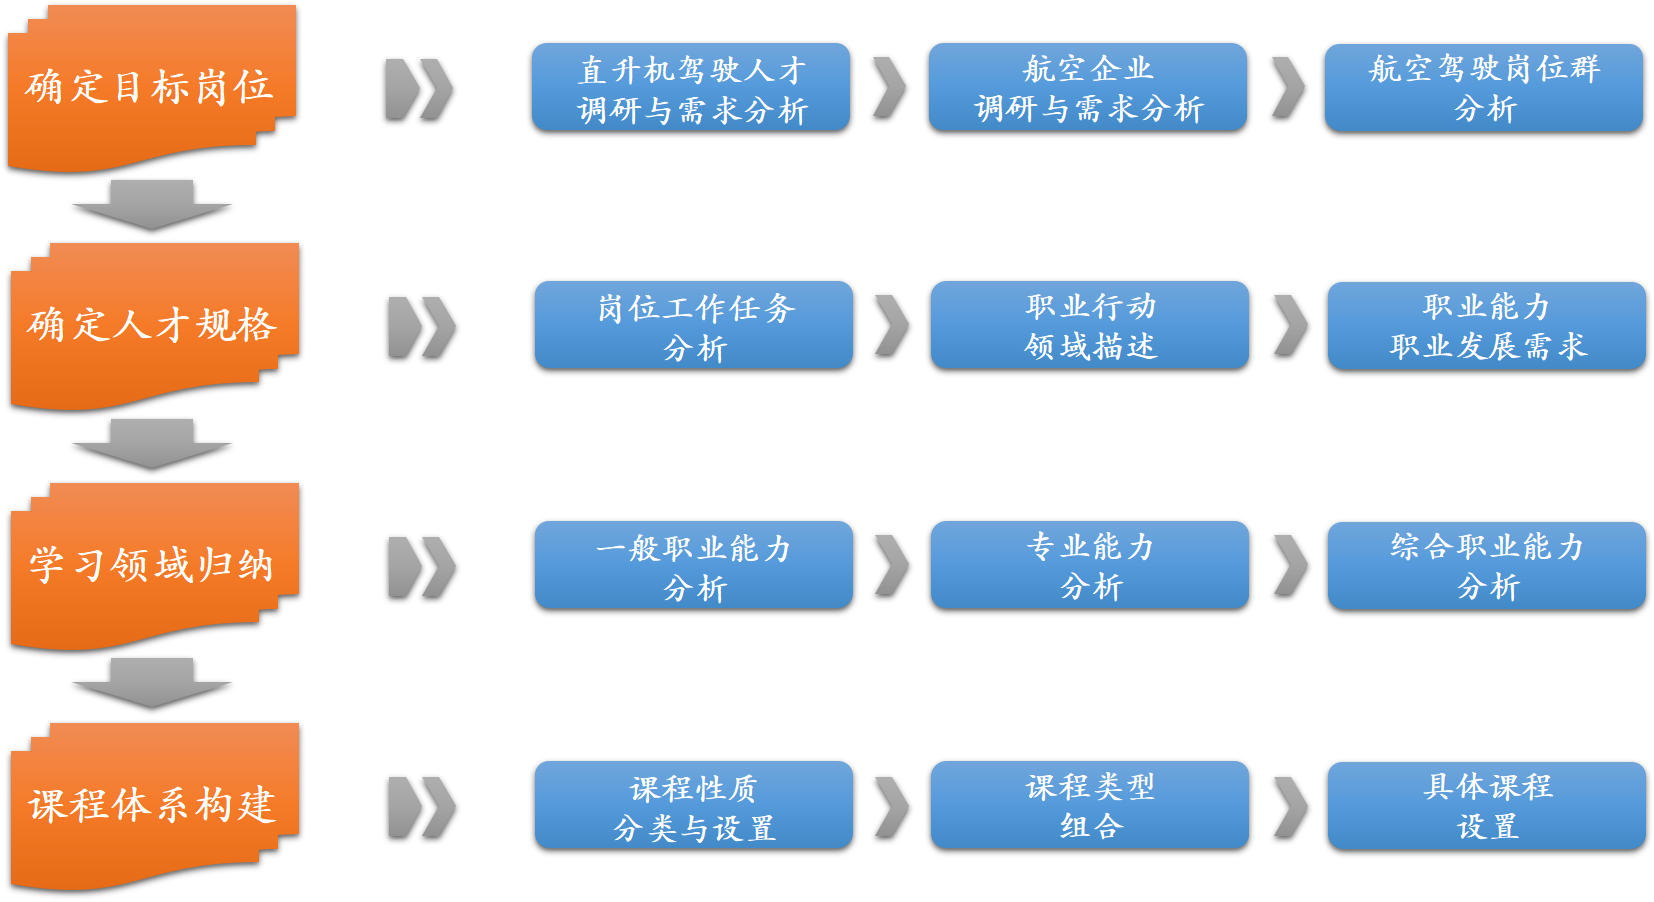 确定目标岗位
直升机驾驶人才
调研与需求分析
航空企业
调研与需求分析
航空驾驶岗位群
分析
确定人才规格
岗位工作任务
分析
职业行动
领域描述
职业能力
职业发展需求
学习领域归纳
一般职业能力
分析
专业能力
分析
综合职业能力
分析
课程体系构建
课程性质
分类与设置
课程类型
组合
具体课程
设置